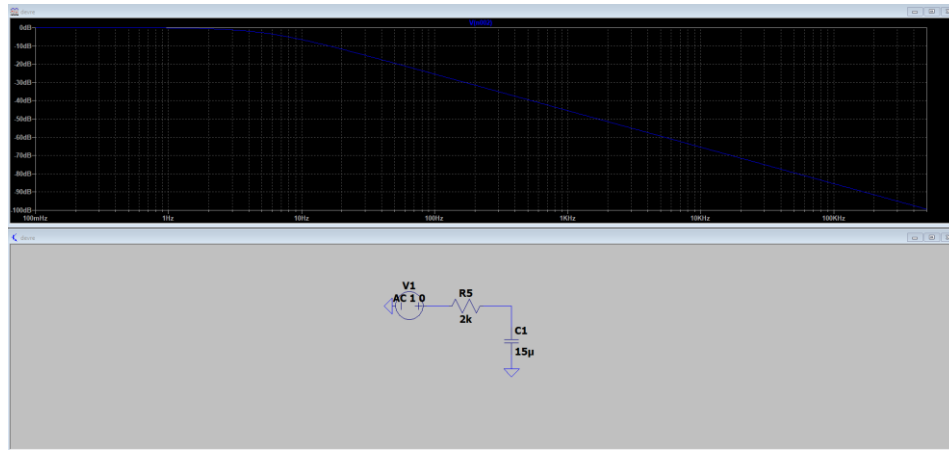 0dB
-10dB
-20dB
-30dB
-40dB
-50dB
-60dB
-70dB
-80dB
-90dB
-100dB
100mHz 1Hz 10Hz 100Hz 1KHz 10KHz 100KHz
V1
AC 1 0
R5
2k
C1
15µ